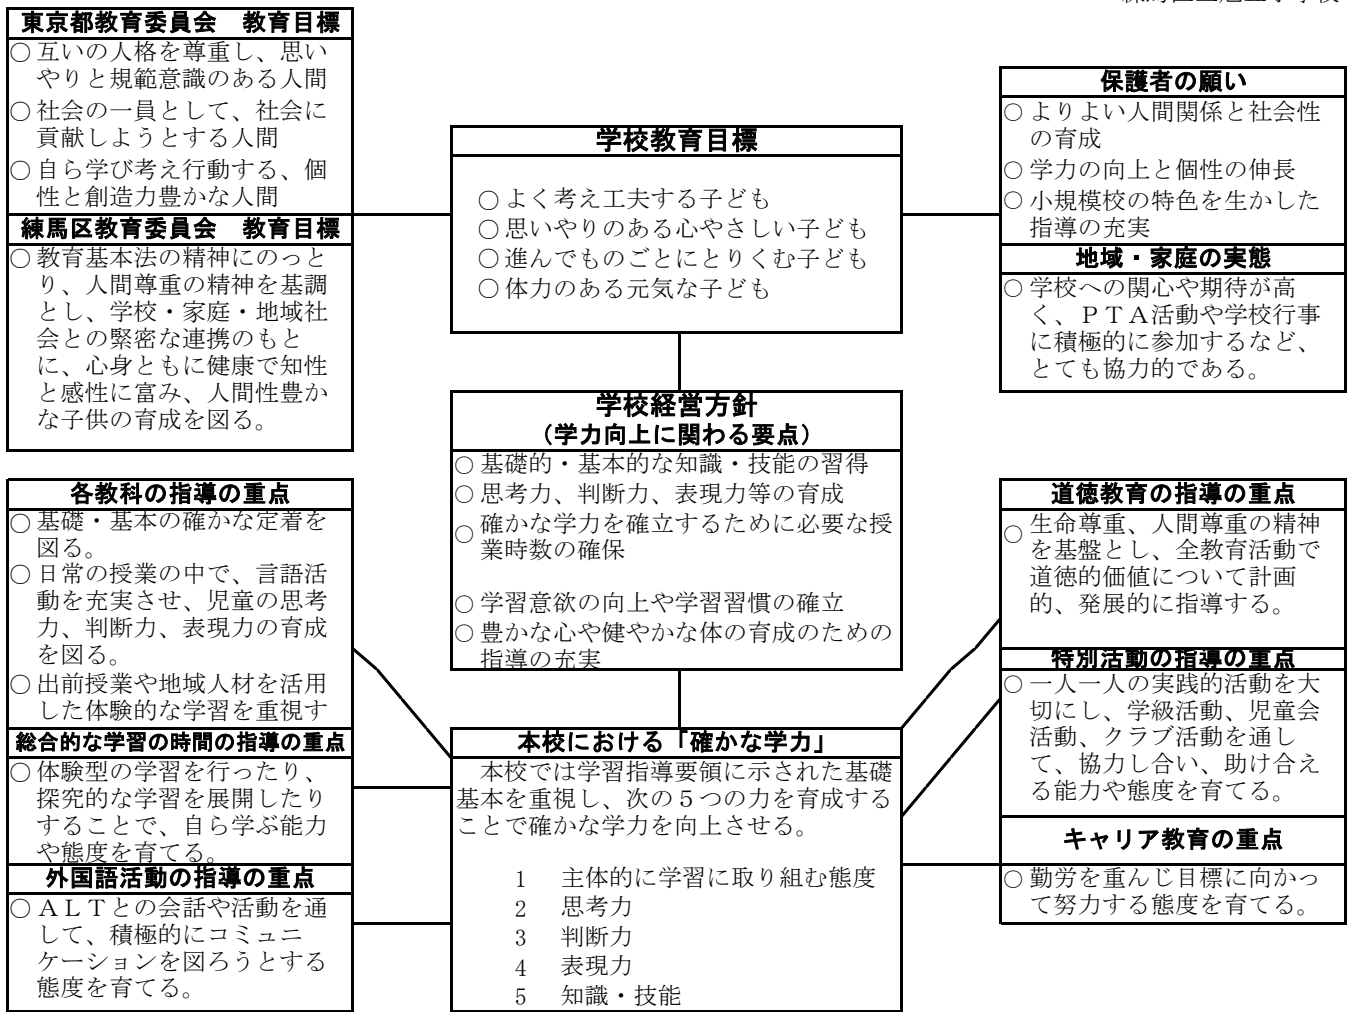 東京都教育委員会　教育目標
○互いの人格を尊重し、思い
やりと規範意識のある人間
○社会の一員として、社会に
貢献しようとする人間
○自ら学び考え行動する、個
性と創造力豊かな人間
練馬区教育委員会　教育目標
○教育基本法の精神にのっと
り、人間尊重の精神を基調
とし、学校・家庭・地域社
会との緊密な連携のもと
に、心身ともに健康で知性
と感性に富み、人間性豊か
な子供の育成を図る。
学校教育目標
○よく考え工夫する子ども
○思いやりのある心やさしい子ども
○進んでものごとにとりくむ子ども
○体力のある元気な子ども
保護者の願い
○よりよい人間関係と社会性
の育成
○学力の向上と個性の伸長
○小規模校の特色を生かした
指導の充実
地域・家庭の実態
○学校への関心や期待が高
く、ＰＴＡ活動や学校行事
に積極的に参加するなど、
とても協力的である。
学校経営方針
（学力向上に関わる要点）
○基礎的・基本的な知識・技能の習得
○思考力、判断力、表現力等の育成
○確かな学力を確立するために必要な授
業時数の確保
○学習意欲の向上や学習習慣の確立
○豊かな心や健やかな体の育成のための
指導の充実
各教科の指導の重点
○基礎・基本の確かな定着を
図る。
○日常の授業の中で、言語活
動を充実させ、児童の思考
力、判断力、表現力の育成
を図る。
○出前授業や地域人材を活用
した体験的な学習を重視す
総合的な学習の時間の指導の重点
○体験型の学習を行ったり、
探究的な学習を展開したり
することで、自ら学ぶ能力
や態度を育てる。
外国語活動の指導の重点
○ＡＬＴとの会話や活動を通
して、積極的にコミュニ
ケーションを図ろうとする
態度を育てる。
本校における「確かな学力」
本校では学習指導要領に示された基礎
基本を重視し、次の５つの力を育成する
ことで確かな学力を向上させる。
1　主体的に学習に取り組む態度
2　思考力
3　判断力
4　表現力
5　知識・技能
道徳教育の指導の重点
○生命尊重、人間尊重の精神
を基盤とし、全教育活動で
道徳的価値について計画
的、発展的に指導する。
特別活動の指導の重点
○一人一人の実践的活動を大
切にし、学級活動、児童会
活動、クラブ活動を通し
て、協力し合い、助け合え
る能力や態度を育てる。
キャリア教育の重点
○勤労を重んじ目標に向かっ
て努力する態度を育てる。